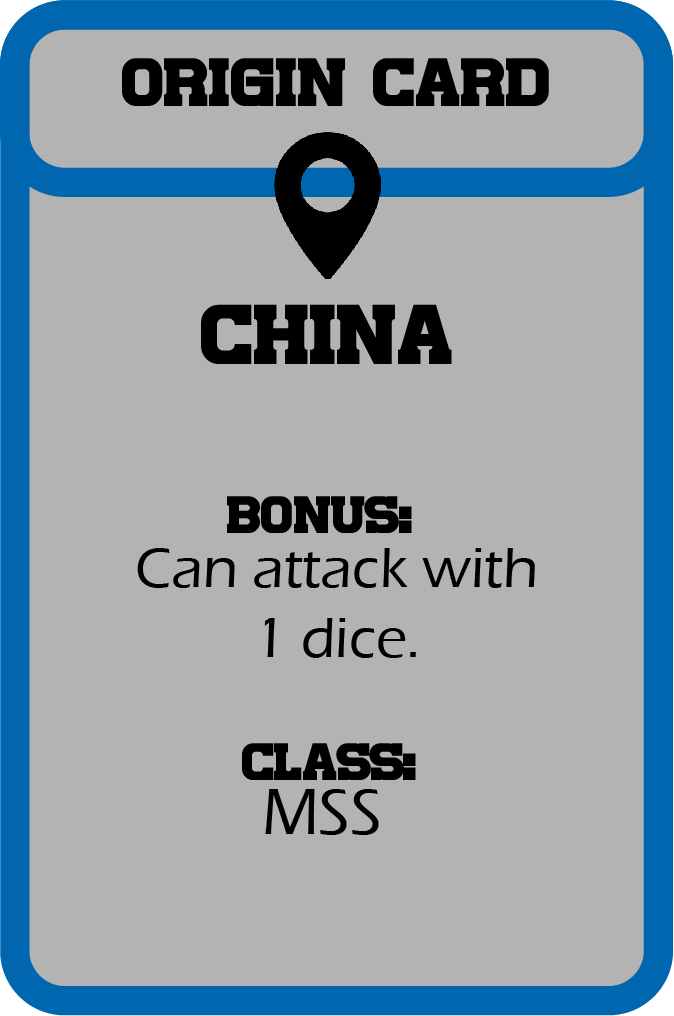 ORIGIN CARD
CHINA
BONUS:
Can attack with
1 dice.
CLASS:
MSS